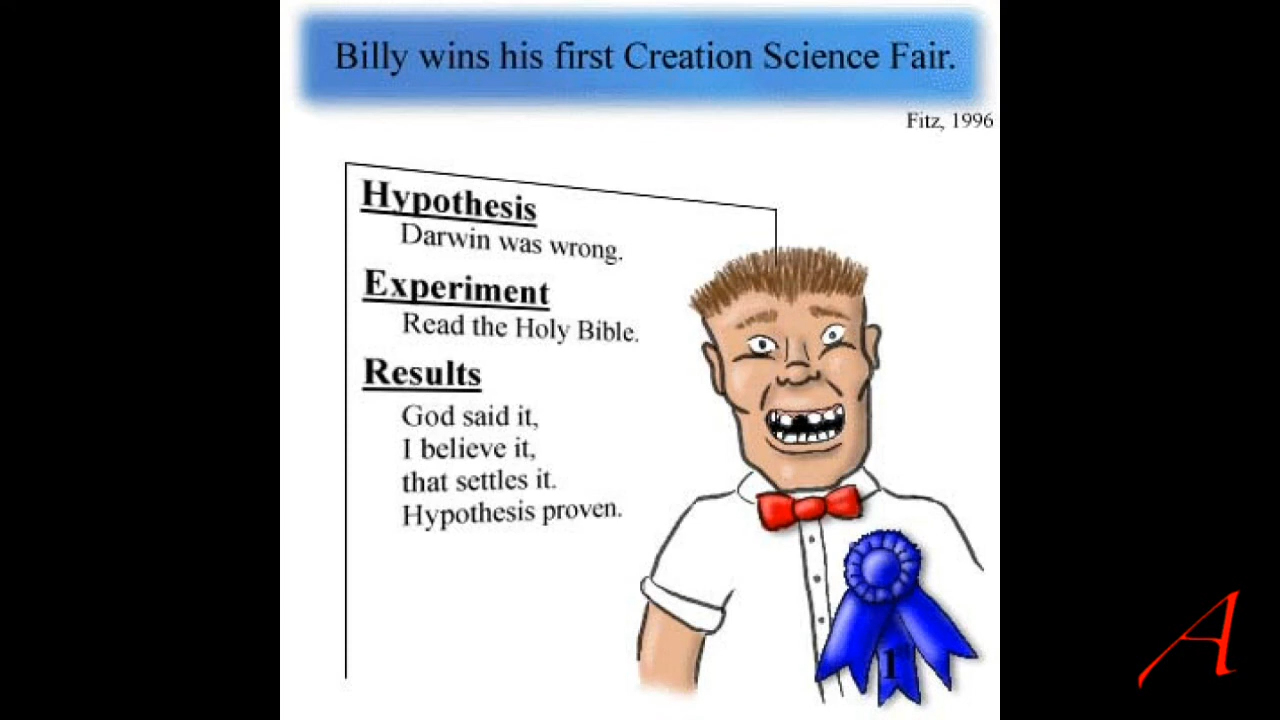 Billy wins his first Creation Science Fair.
Fitz, 1996
Hypothesis
Darwin was wrong.
Experiment
Read the Holy Bible.
Results
God said it,
I believe it,
that settles it.
Hypothesis proven.
1
A